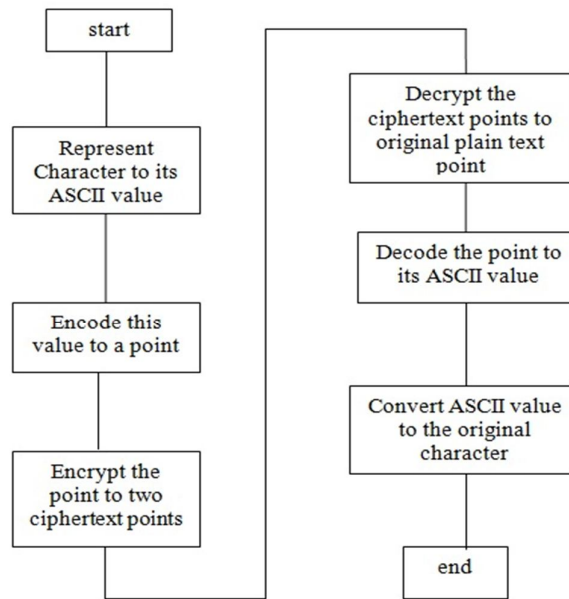 start
Represent
Character to its
ASCII value
Encode this
value to a point
Encrypt the
point to two
ciphertext points
Decrypt the
ciphertext points to
original plain text
point
Decode the point to
its ASCII value
Convert ASCII value
to the original
character
end